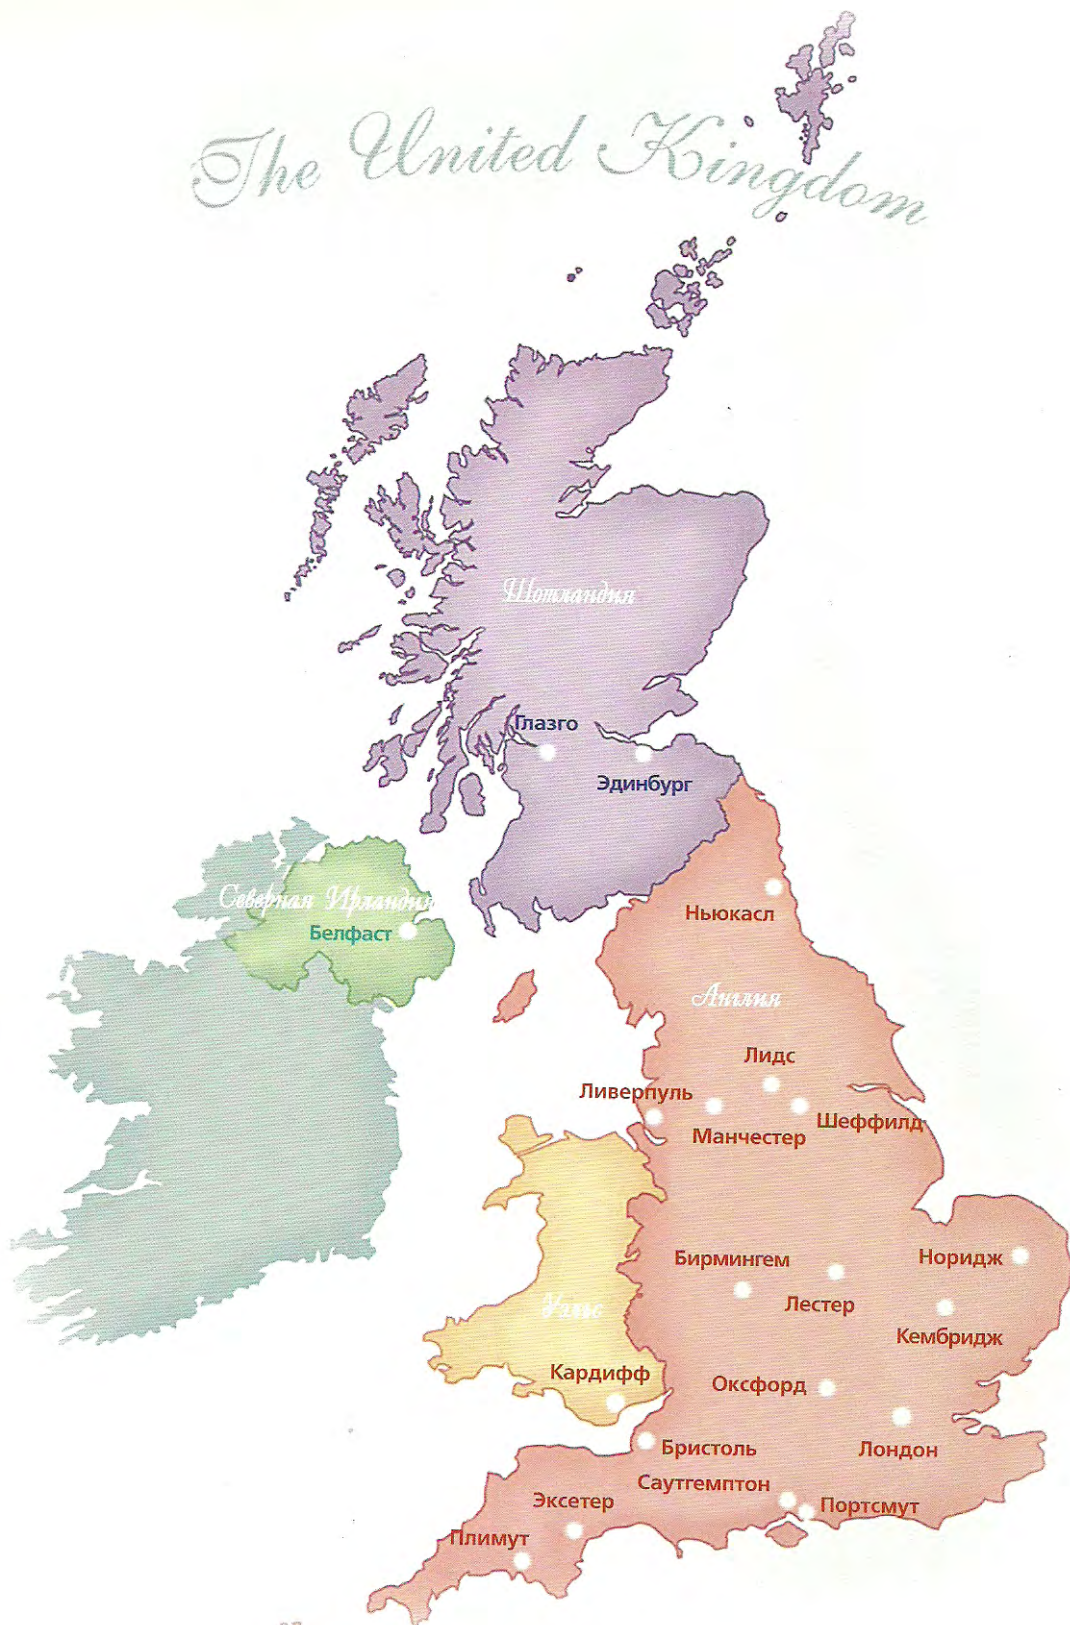 The United Kingdom
Шотландия
Глазго
Эдинбург
Северная Ирландия
Белфаст
Ньюкасл
Англия
Лидс
Ливерпуль
Шеффилд
Манчестер
Бирмингем
Норидж
Лестер
Уэльс
Кембридж
Кардифф
Оксфорд
Бристоль
Лондон
Саутгемптон
Эксетер
Портсмут
Плимут